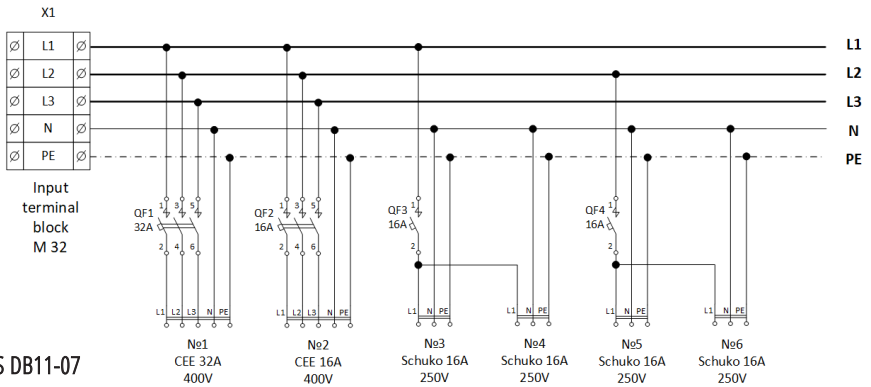 X1
L1
L2
L3
N
PE
L1
L2
L3
N
PE
Input
terminal
block
M 32
QF1
32A
1 3 5
2 4 6
QF2
16A
1 3 5
2 4 6
QF3
16A
1
2
QF4
16A
1
2
L1 L2 L3 N PE
L1 L2 L3 N PE
L1 N PE
L1 N PE
L1 N PE
L1 N PE
№1
CEE 32A
400V
№2
CEE 16A
400V
№3
Schuko 16A
250V
№4
Schuko 16A
250V
№5
Schuko 16A
250V
№6
Schuko 16A
250V
S DB11-07